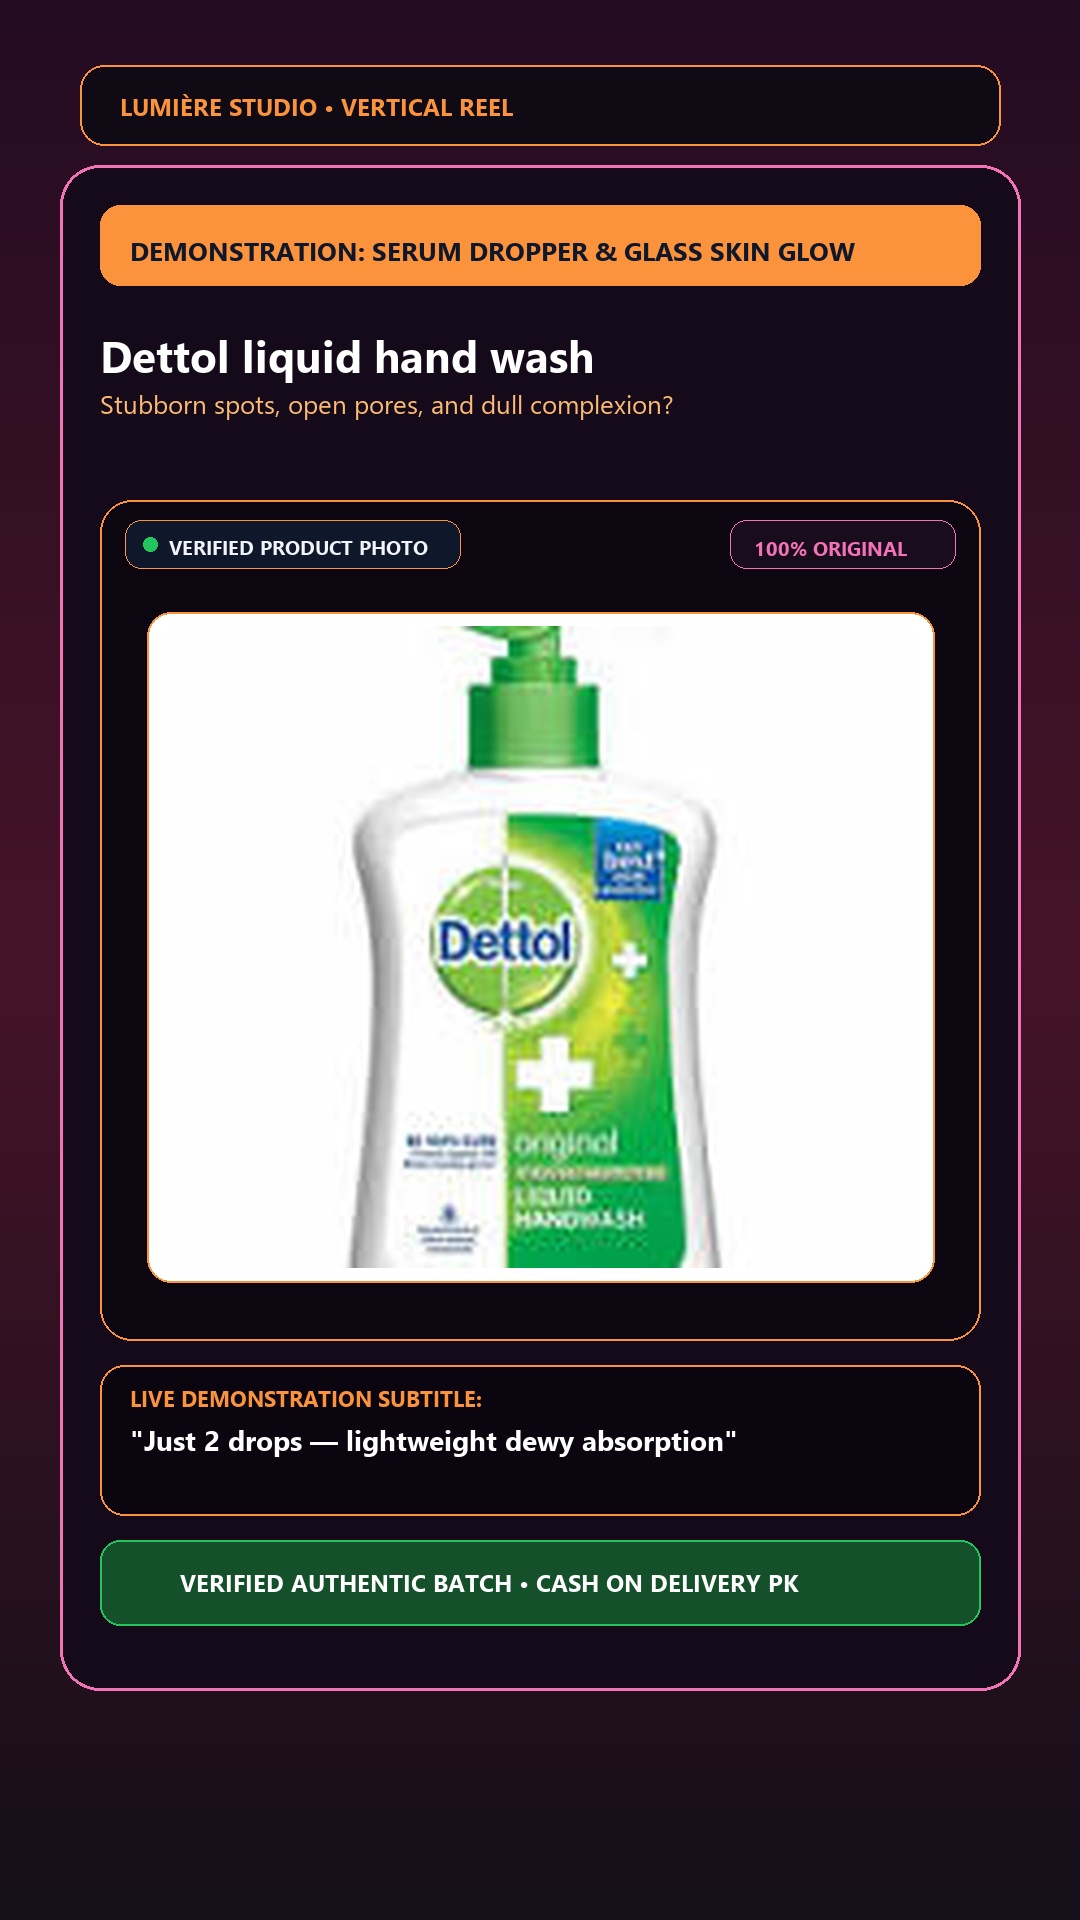 LUMIÈRE STUDIO • VERTICAL REEL
DEMONSTRATION: SERUM DROPPER & GLASS SKIN GLOW
Dettol liquid hand wash
Stubborn spots, open pores, and dull complexion?
VERIFIED PRODUCT PHOTO
100% ORIGINAL
Dettol
original
LIQUID
HANDWASH
LIVE DEMONSTRATION SUBTITLE:
"Just 2 drops — lightweight dewy absorption"
VERIFIED AUTHENTIC BATCH • CASH ON DELIVERY PK